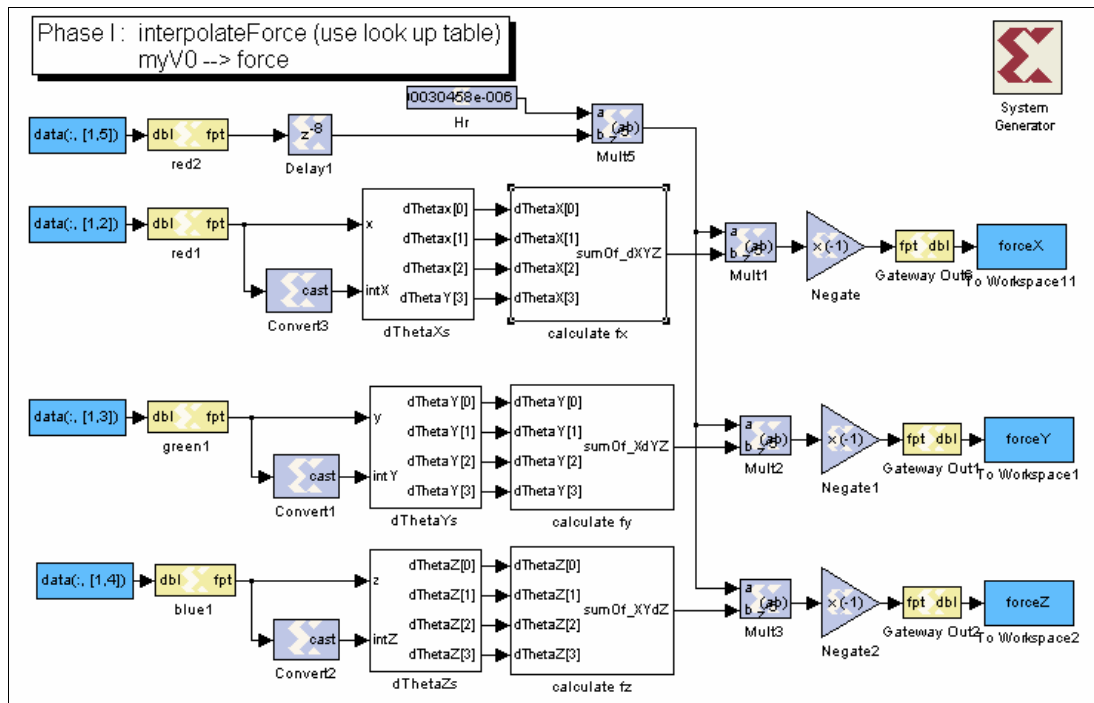 Phase I : interpolateForce (use look up table)
myV0 --> force
System
Generator
0030458e-006
Hr
a
b
(ab)
Mult5
data(:, [1,5])
dbl fpt
red2
z-8
Delay1
data(:, [1,2])
dbl fpt
red1
cast
Convert3
x
intX
dThetax[0]
dThetax[1]
dThetax[2]
dThetaY[3]
dThetaXs
dThetaX[0]
dThetaX[1]
dThetaX[2]
dThetaX[3]
sumOf_dXYZ
calculate fx
a
b
(ab)
Mult1
x(-1)
Negate
fpt dbl
Gateway Out6
forceX
To Workspace11
data(:, [1,3])
dbl fpt
green1
cast
Convert1
y
intY
dThetaY[0]
dThetaY[1]
dThetaY[2]
dThetaY[3]
dThetaYs
dThetaY[0]
dThetaY[1]
dThetaY[2]
dThetaY[3]
sumOf_XdYZ
calculate fy
a
b
(ab)
Mult2
x(-1)
Negate1
fpt dbl
Gateway Out1
forceY
To Workspace1
data(:, [1,4])
dbl fpt
blue1
cast
Convert2
z
intZ
dThetaZ[0]
dThetaZ[1]
dThetaZ[2]
dThetaZ[3]
dThetaZs
dThetaZ[0]
dThetaZ[1]
dThetaZ[2]
dThetaZ[3]
sumOf_XYdZ
calculate fz
a
b
(ab)
Mult3
x(-1)
Negate2
fpt dbl
Gateway Out2
forceZ
To Workspace2